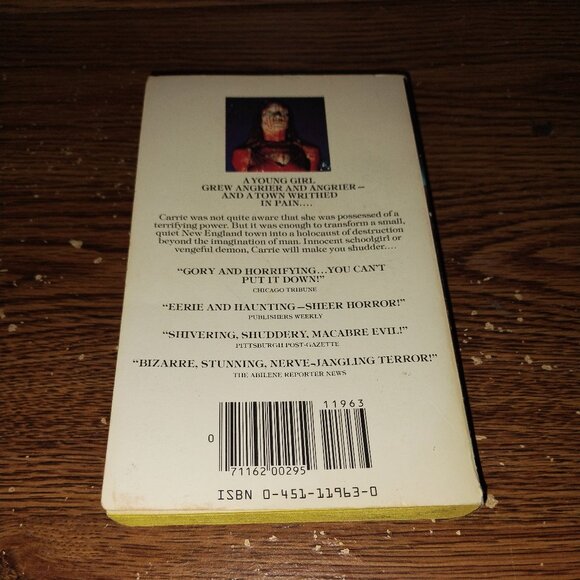 A YOUNG GIRL
GREW ANGRIER AND ANGRIER—
AND A TOWN WRITHED
IN PAIN....
Carrie was not quite aware that she was possessed of a
terrifying power. But it was enough to transform a small,
quiet New England town into a holocaust of destruction
beyond the imagination of man. Innocent schoolgirl or
vengeful demon, Carrie will make you shudder....
"GORY AND HORRIFYING...YOU CAN'T
PUT IT DOWN!"
CHICAGO TRIBUNE
"EERIE AND HAUNTING—SHEER HORROR!"
PUBLISHERS WEEKLY
"SHIVERING, SHUDDERY, MACABRE EVIL!"
PITTSBURGH POST-GAZETTE
"BIZARRE, STUNNING, NERVE-JANGLING TERROR!"
THE ABILENE REPORTER NEWS
11963
0
71162 00295
ISBN 0-451-11963-0